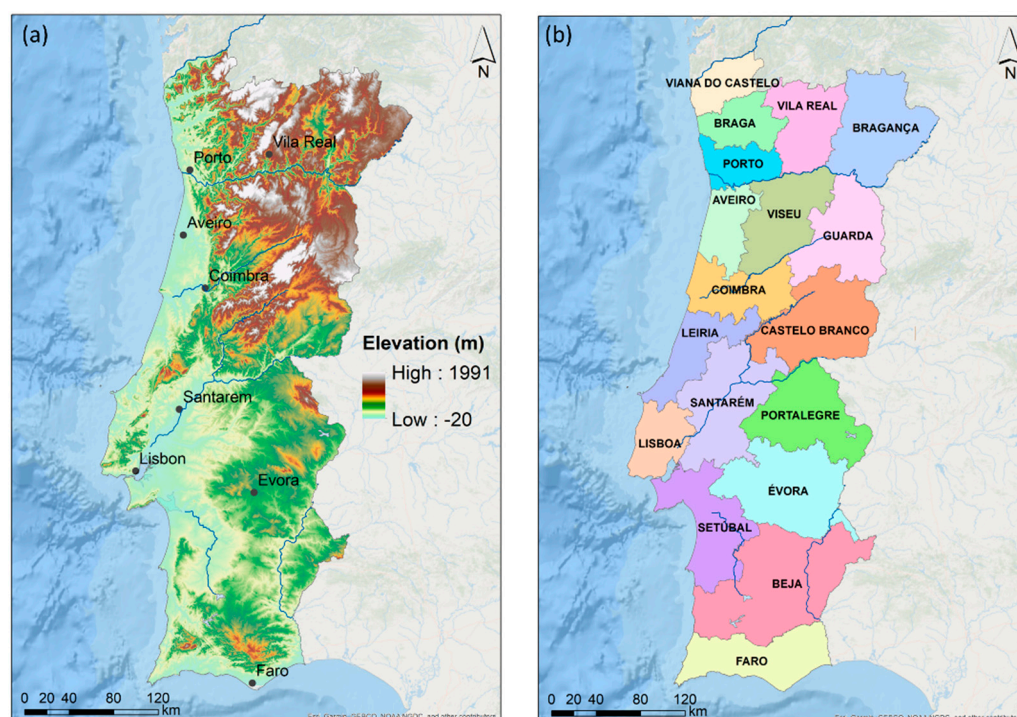 (a)
N
Vila Real
Porto
Aveiro
Coimbra
Elevation (m)
High : 1991
Low : -20
Santarém
Lisbon
Evora
Faro
0 20 40 80 120
km
(b)
N
VIANA DO CASTELO
VILA REAL
BRAGA
BRAGANÇA
PORTO
AVEIRO
VISEU
GUARDA
COIMBRA
LEIRIA
CASTELO BRANCO
SANTARÉM
PORTALEGRE
LISBOA
ÉVORA
SETÚBAL
BEJA
FARO
0 20 40 80 120
km